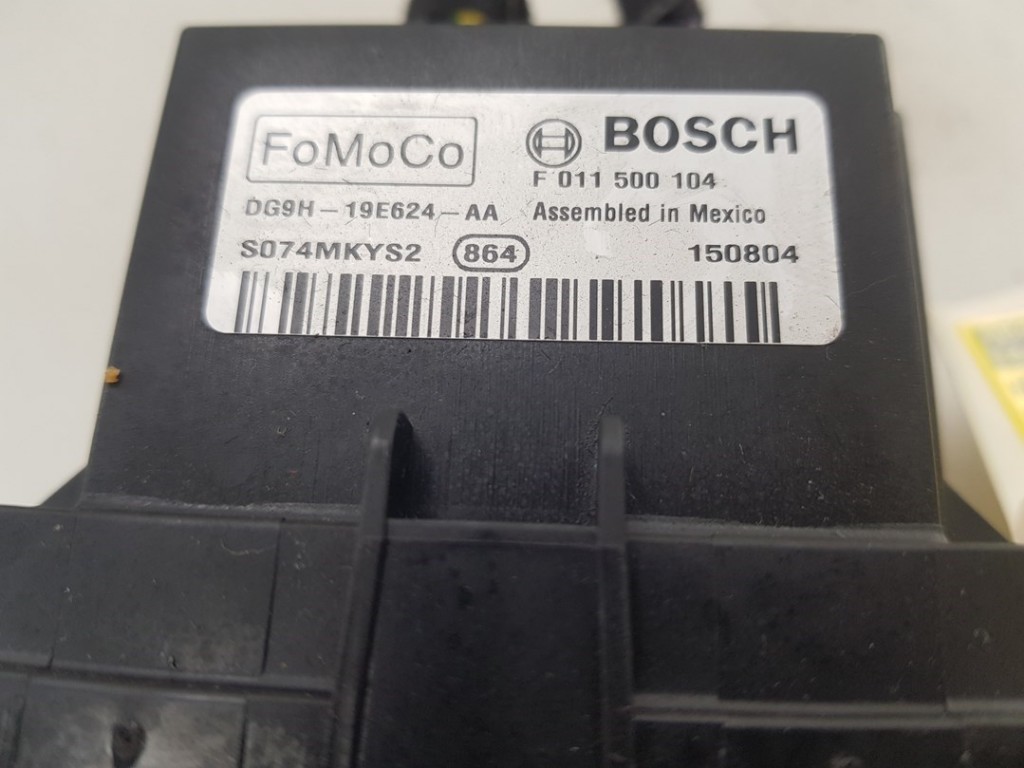 FoMoCo BOSCH
F 011 500 104
DG9H-19E624-AA Assembled in Mexico
S074MKYS2 864 150804